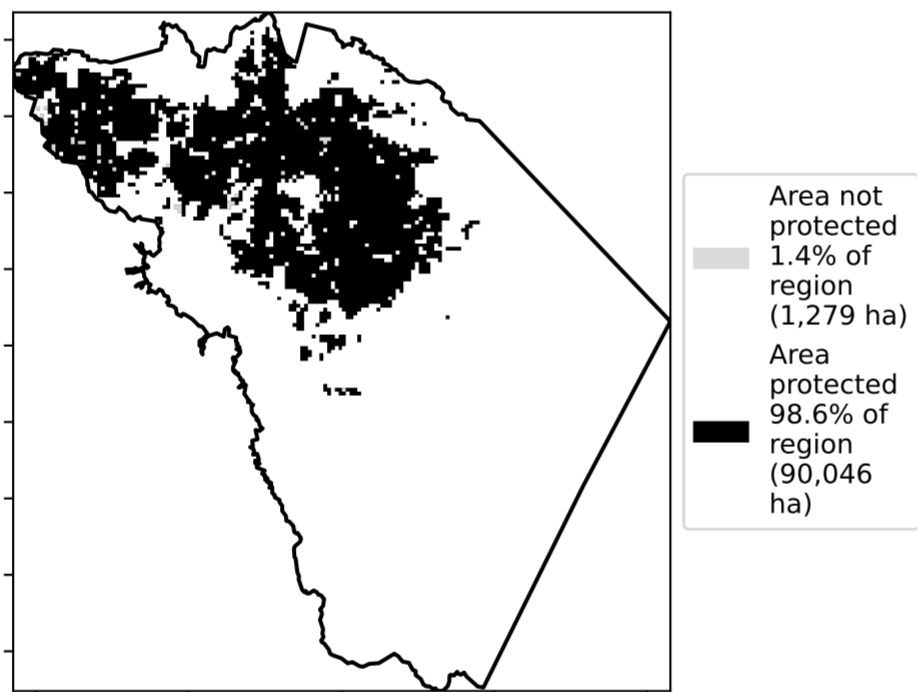 Area not
protected
1.4% of
region
(1,279 ha)
Area
protected
98.6% of
region
(90,046
ha)